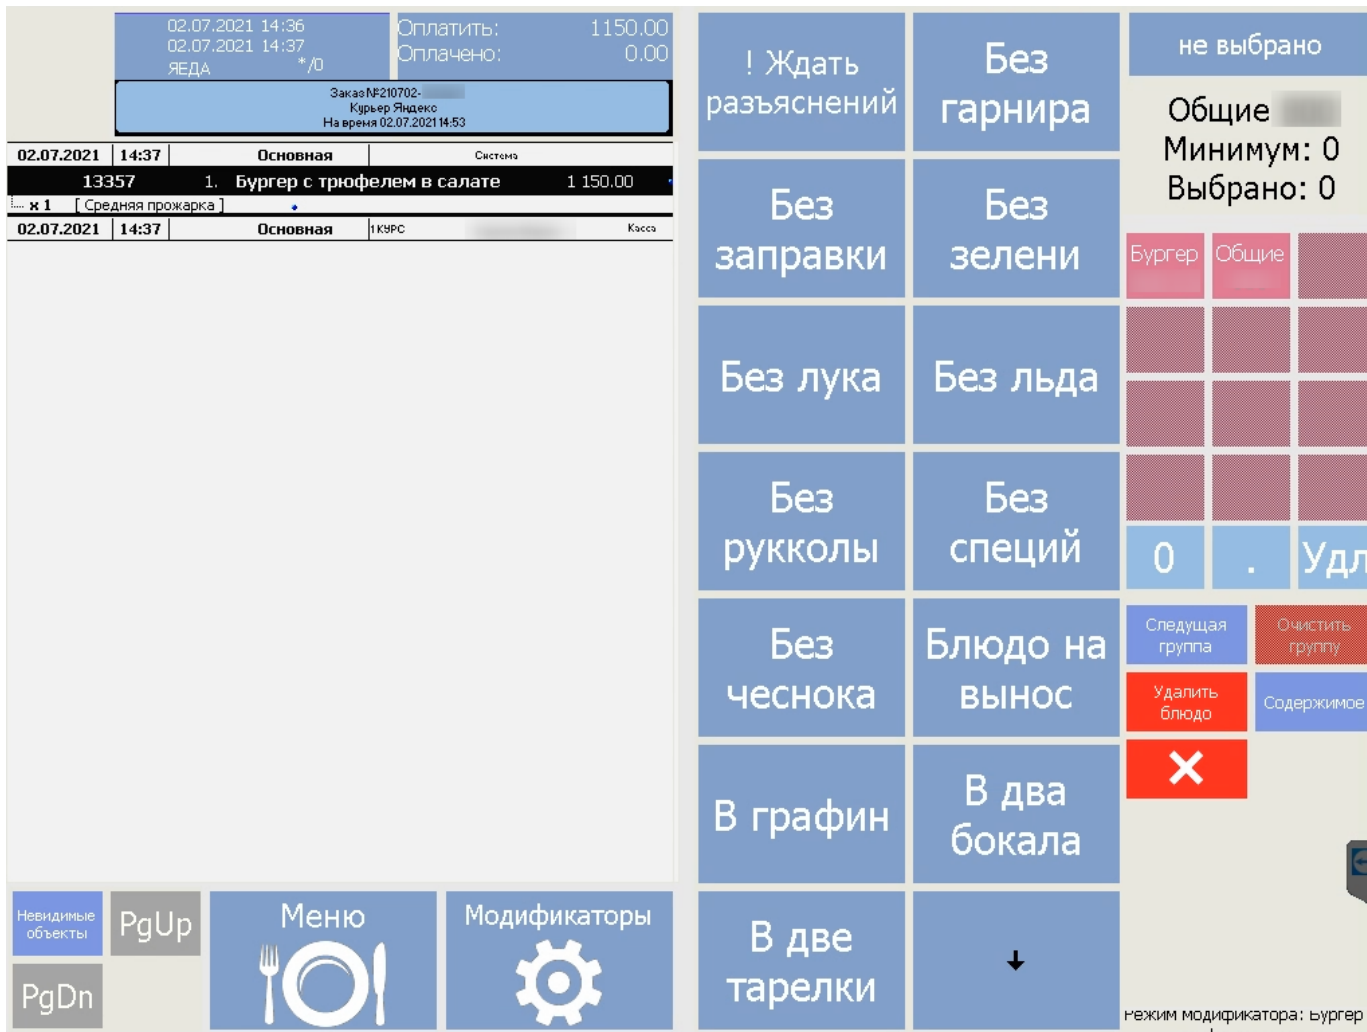 02.07.2021 14:36
02.07.2021 14:37
ЯЕДА */0
Оплатить: 1150.00
Оплачено: 0.00
Заказ №210702-
Курьер Яндекс
На время 02.07.2021 14:53
02.07.2021 14:37 Основная Система
13357 1. Бургер с трюфелем в салате 1 150.00
x 1 [ Средняя прожарка ]
02.07.2021 14:37 Основная 1 КУРС Касса
! Ждать
разъяснений
Без
гарнира
Без
заправки
Без
зелени
Без лука
Без льда
Без
рукколы
Без
специй
Без
чеснока
Блюдо на
вынос
В графин
В два
бокала
В две
тарелки
↓
не выбрано
Общие
Минимум: 0
Выбрано: 0
Бургер
Общие
0 . Удл
Следущая
группа
Очистить
группу
Удалить
блюдо
Содержимое
Невидимые
объекты
PgUp
PgDn
Меню
Модификаторы
Режим модификатора: Бургер